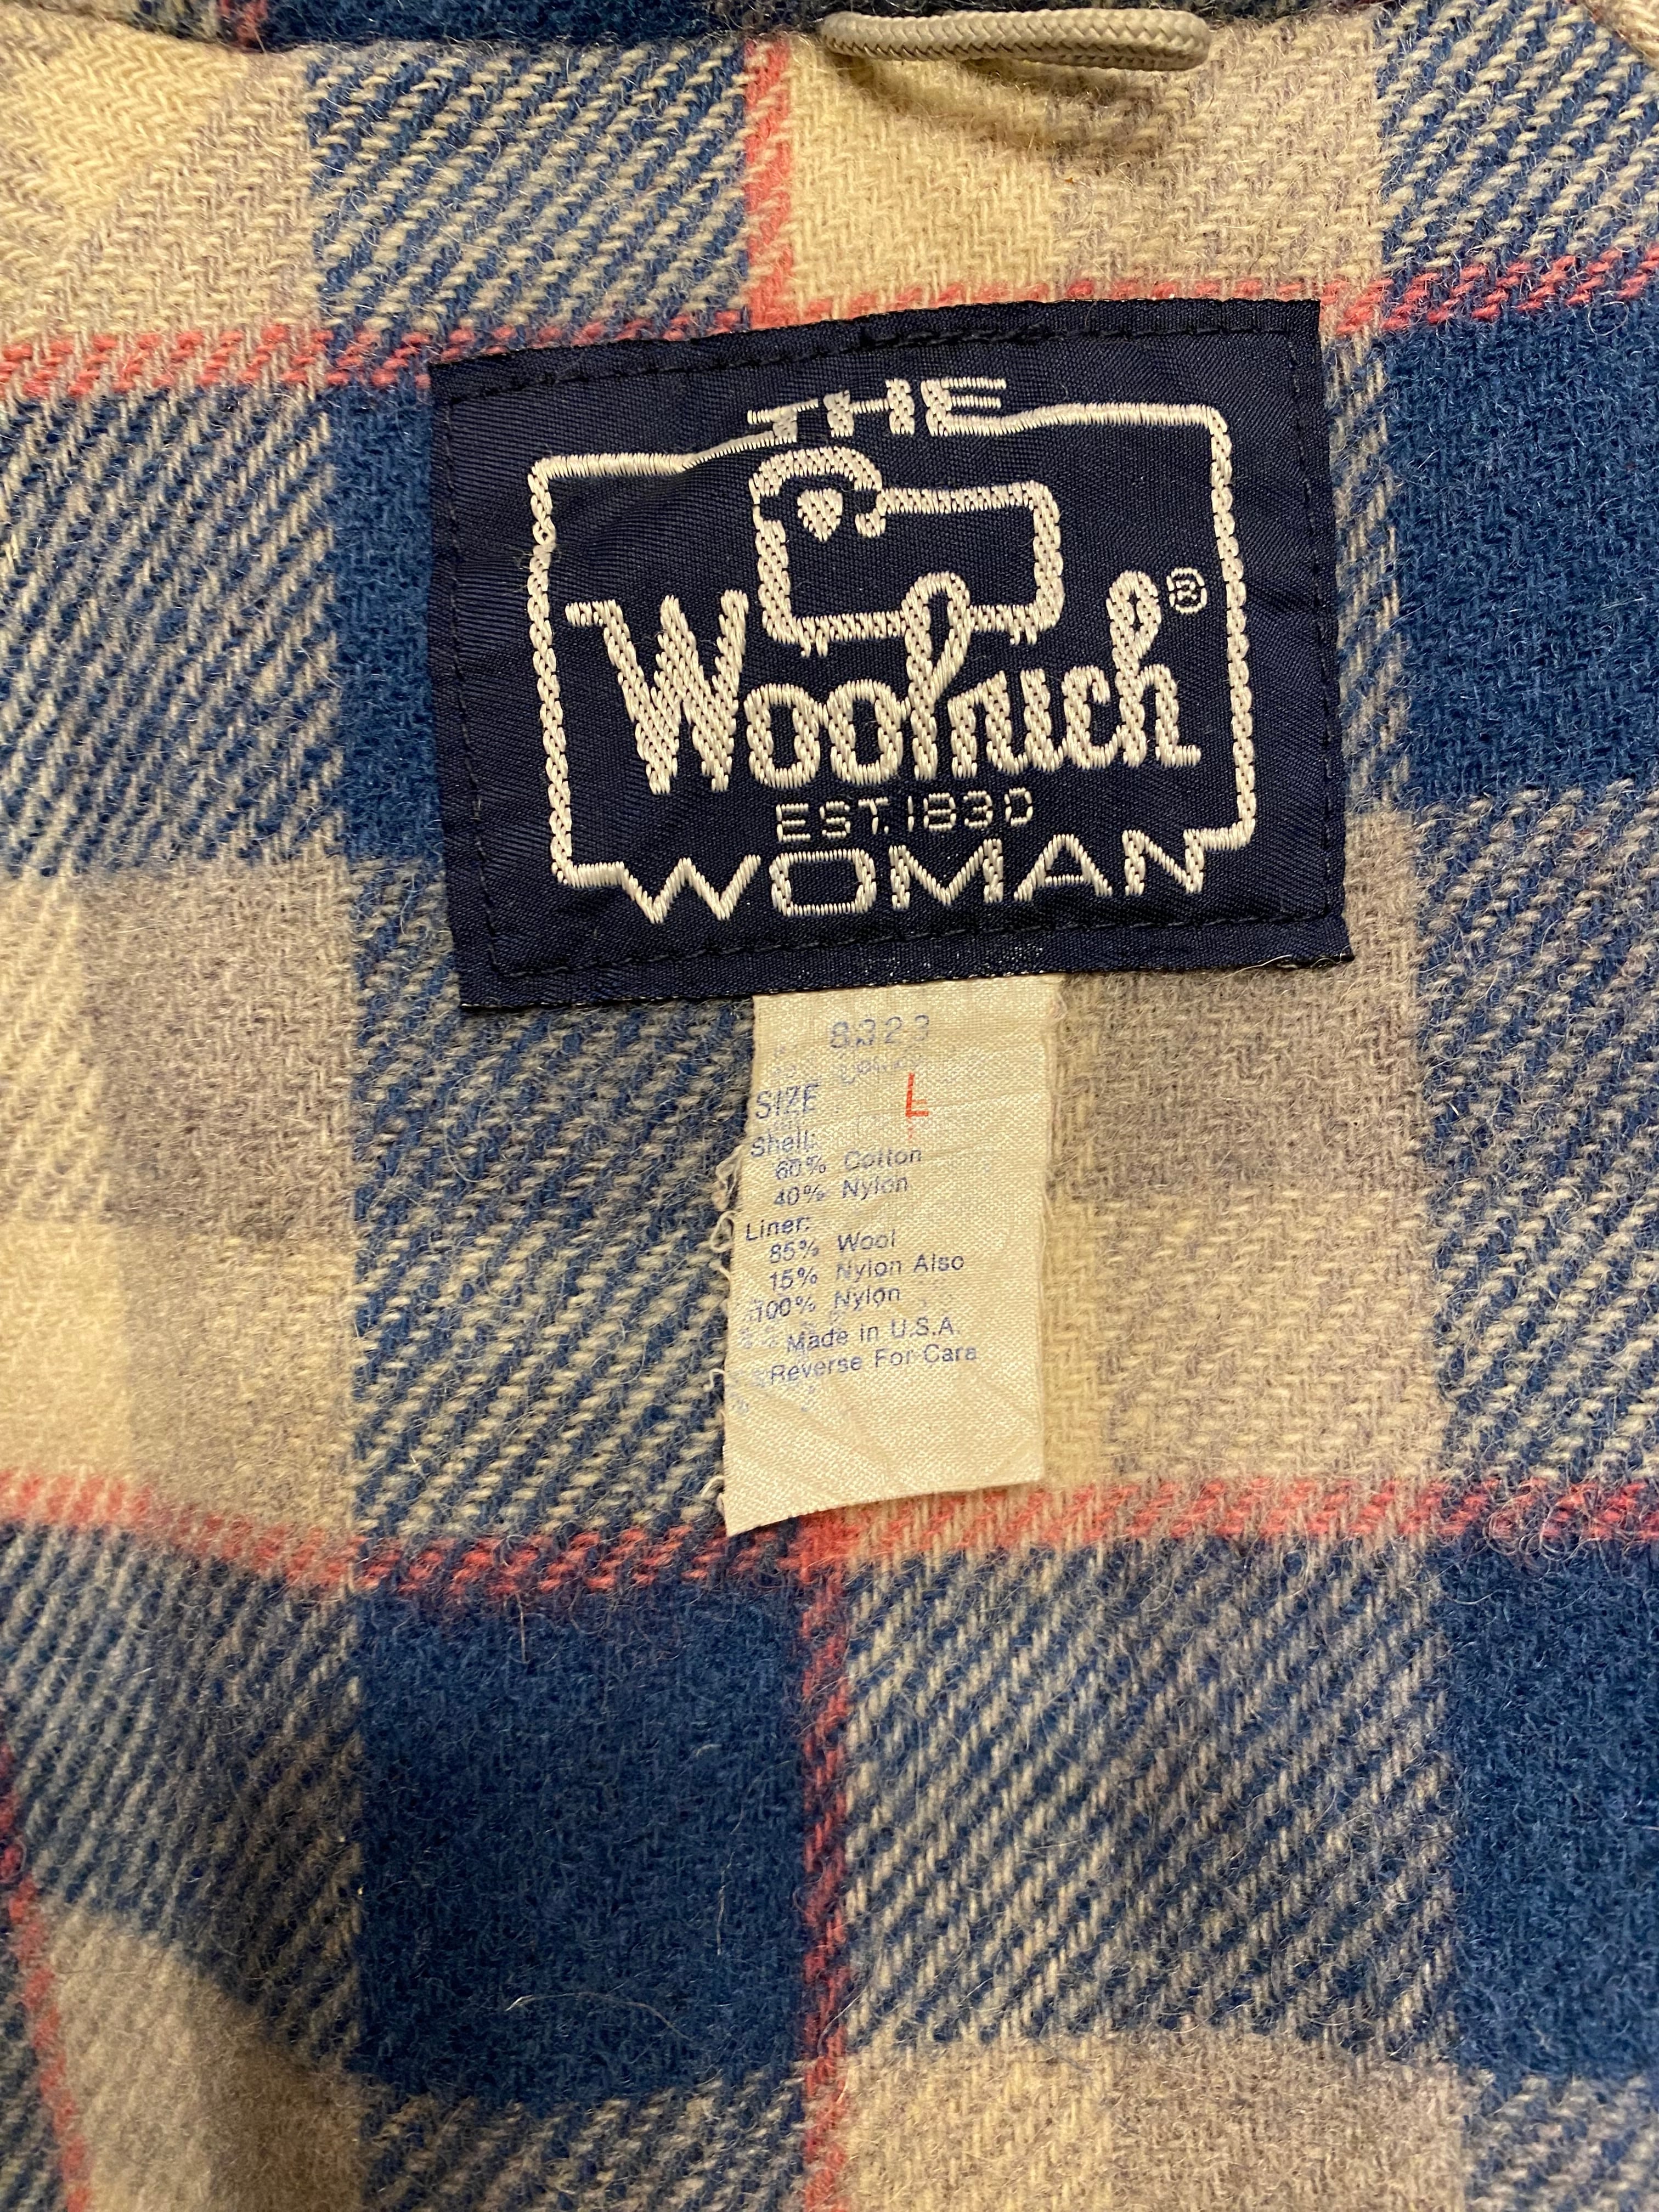 THE
Woolrich®
EST. 1830
WOMAN
8323
SIZE L
Shell:
60% Cotton
40% Nylon
Liner:
85% Wool
15% Nylon Also
100% Nylon
Made in U.S.A.
Reverse For Care